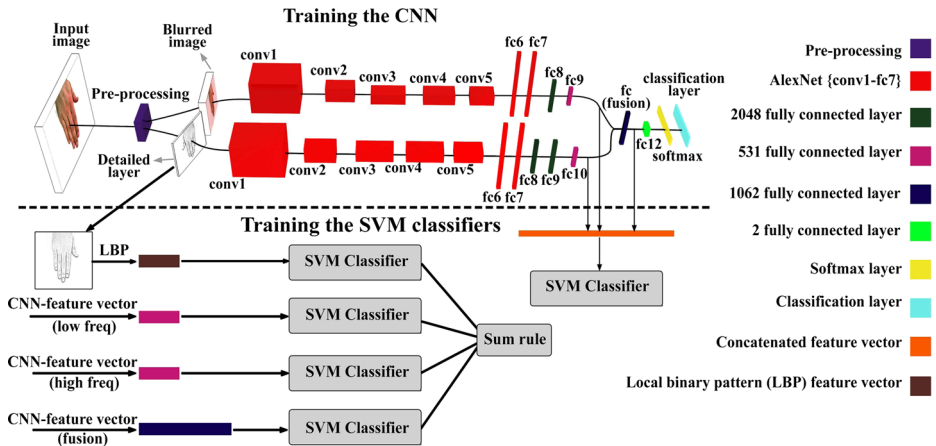 Training the CNN
Input
image
Blurred
image
Pre-processing
Detailed
layer
conv1
conv2
conv3
conv4
conv5
fc6
fc7
fc8
fc9
conv1
conv2
conv3
conv4
conv5
fc6
fc7
fc8
fc9
fc10
fc
(fusion)
fc12
softmax
classification
layer
Training the SVM classifiers
LBP
SVM Classifier
CNN-feature vector
(low freq)
SVM Classifier
CNN-feature vector
(high freq)
SVM Classifier
CNN-feature vector
(fusion)
SVM Classifier
Sum rule
SVM Classifier
Pre-processing
AlexNet {conv1-fc7}
2048 fully connected layer
531 fully connected layer
1062 fully connected layer
2 fully connected layer
Softmax layer
Classification layer
Concatenated feature vector
Local binary pattern (LBP) feature vector